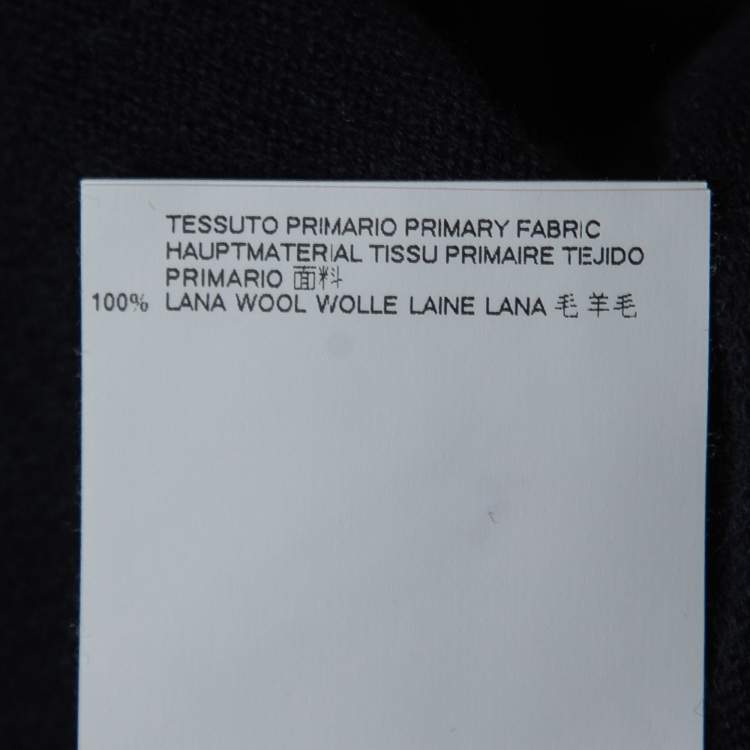 TESSUTO PRIMARIO PRIMARY FABRIC
HAUPTMATERIAL TISSU PRIMAIRE TEJIDO
PRIMARIO 面料
100% LANA WOOL WOLLE LAINE LANA 毛 羊毛